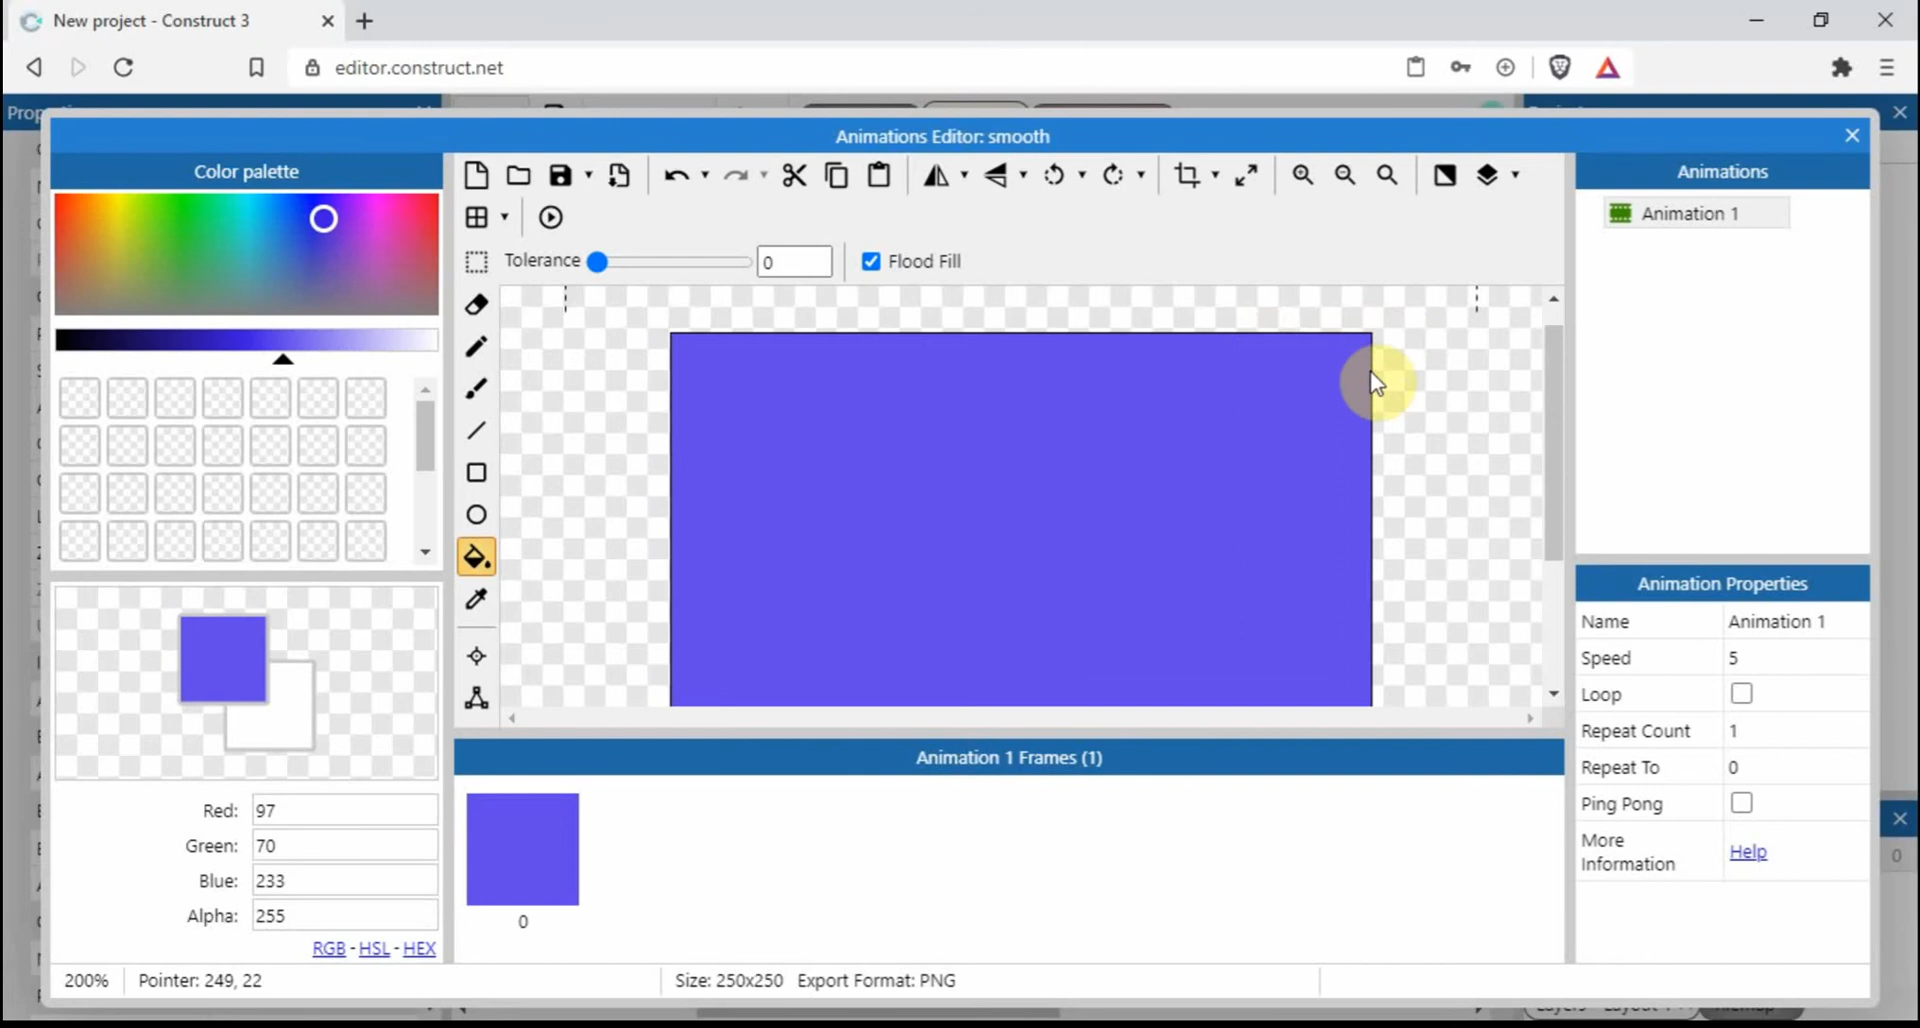 New project - Construct 3
editor.construct.net
Animations Editor: smooth
Color palette
Tolerance 0 Flood Fill
Animations
Animation 1
Animation Properties
Name Animation 1
Speed 5
Loop
Repeat Count 1
Repeat To 0
Ping Pong
More Information Help
Animation 1 Frames (1)
0
Red: 97
Green: 70
Blue: 233
Alpha: 255
RGB - HSL - HEX
200% Pointer: 249, 22 Size: 250x250 Export Format: PNG
0